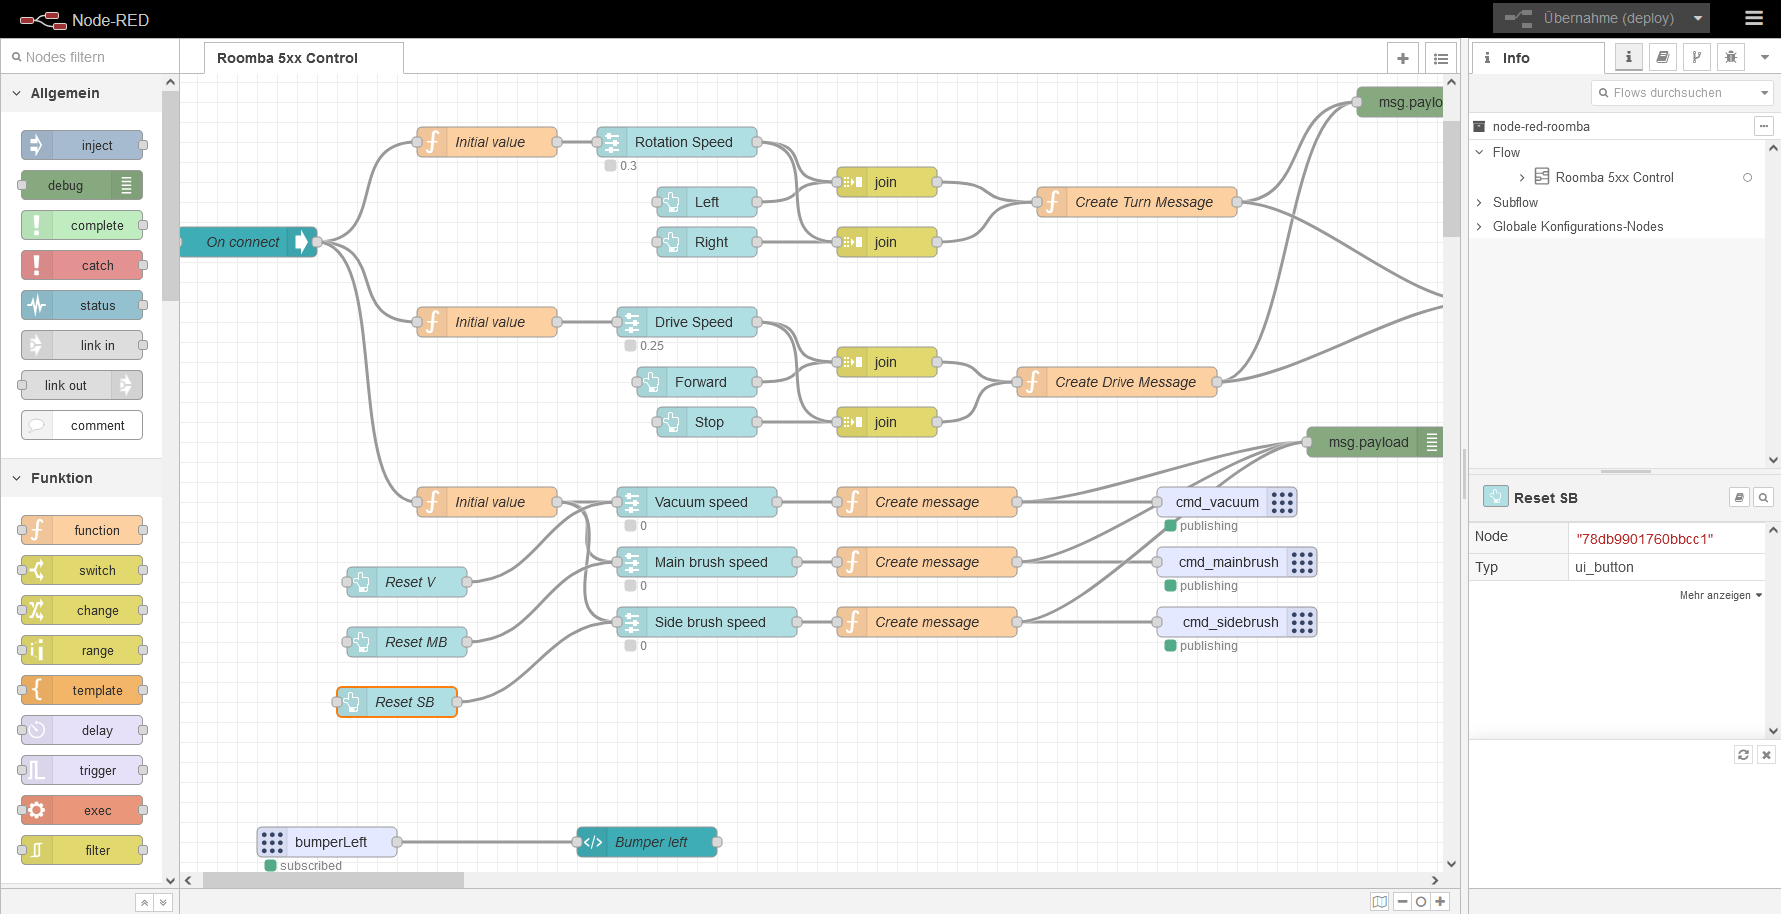 Node-RED
Übernahme (deploy)
Nodes filtern
Allgemein
inject
debug
complete
catch
status
link in
link out
comment
Funktion
function
switch
change
range
template
delay
trigger
exec
filter
Roomba 5xx Control
On connect
Initial value
Rotation Speed
0.3
Left
Right
join
join
Create Turn Message
msg.paylo
Initial value
Drive Speed
0.25
Forward
Stop
join
join
Create Drive Message
msg.payload
Initial value
Vacuum speed
0
Create message
cmd_vacuum
publishing
Main brush speed
0
Create message
cmd_mainbrush
publishing
Reset V
Side brush speed
0
Create message
cmd_sidebrush
publishing
Reset MB
Reset SB
bumperLeft
subscribed
Bumper left
Info
Flows durchsuchen
node-red-roomba
Flow
Roomba 5xx Control
Subflow
Globale Konfigurations-Nodes
Reset SB
Node "78db9901760bbcc1"
Typ ui_button
Mehr anzeigen